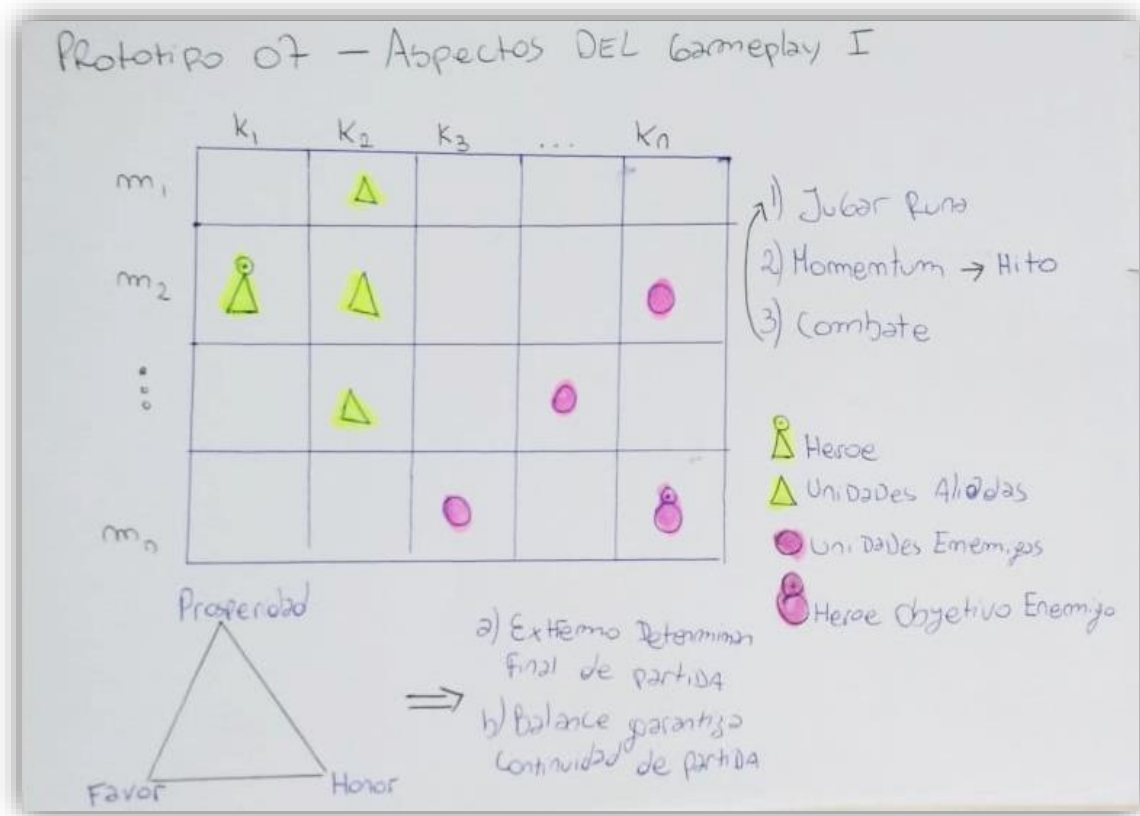 Prototipo 07 – Aspectos DEL Gameplay I
K1 K2 K3 ... Kn
m1
m2
mn
1) Jugar Runa
2) Momentum → Hito
3) Combate
Heroe
Unidades Aliadas
Unidades Enemigas
Heroe Objetivo Enemigo
Prosperidad
Favor
Honor
a) Extremo Determinan
final de partida
b) Balance garantiza
continuidad de partida